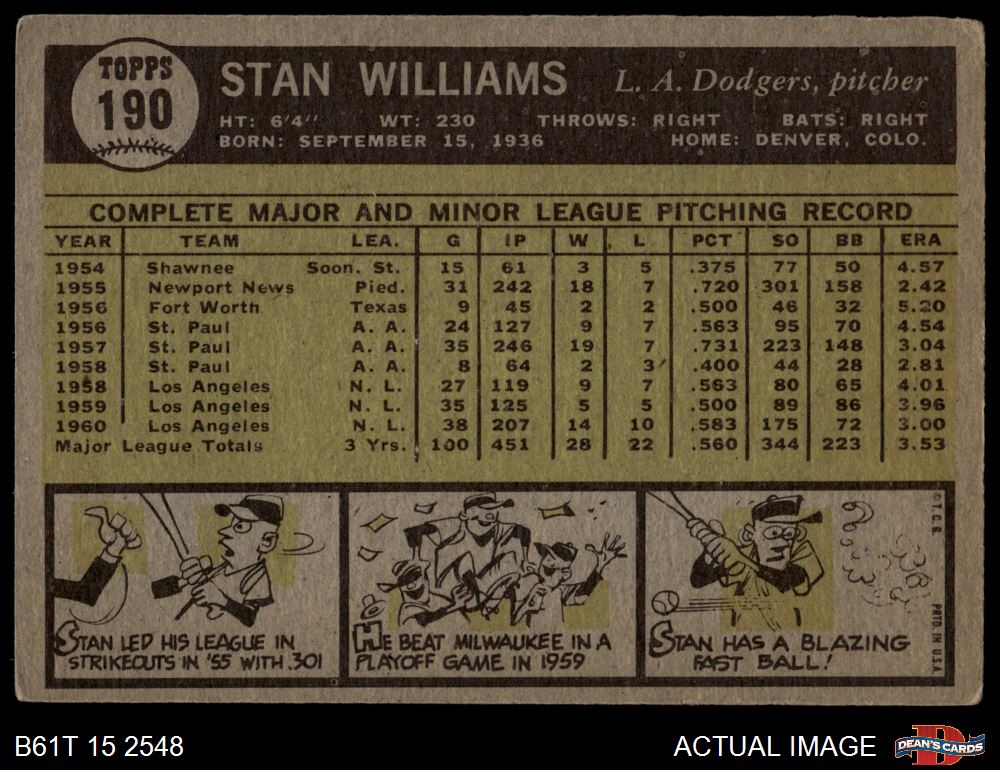 TOPPS
190
STAN WILLIAMS L. A. Dodgers, pitcher
HT: 6'4" WT: 230 THROWS: RIGHT BATS: RIGHT
BORN: SEPTEMBER 15, 1936 HOME: DENVER, COLO.
COMPLETE MAJOR AND MINOR LEAGUE PITCHING RECORD
YEAR TEAM LEA. G IP W L PCT SO BB ERA
1954 Shawnee Soon. St. 15 61 3 5 .375 77 50 4.57
1955 Newport News Pied. 31 242 18 7 .720 301 158 2.42
1956 Fort Worth Texas 9 45 2 2 .500 46 32 5.20
1956 St. Paul A. A. 24 127 9 7 .563 95 70 4.54
1957 St. Paul A. A. 35 246 19 7 .731 223 148 3.04
1958 St. Paul A. A. 8 64 2 3 .400 44 28 2.81
1958 Los Angeles N. L. 27 119 9 7 .563 80 65 4.01
1959 Los Angeles N. L. 35 125 5 5 .500 89 86 3.96
1960 Los Angeles N. L. 38 207 14 10 .583 175 72 3.00
Major League Totals 3 Yrs. 100 451 28 22 .560 344 223 3.53
STAN LED HIS LEAGUE IN
STRIKEOUTS IN '55 WITH .301
HE BEAT MILWAUKEE IN A
PLAYOFF GAME IN 1959
STAN HAS A BLAZING
FAST BALL!
© T.C.G. PRTD. IN U.S.A.
B61T 15 2548 ACTUAL IMAGE
D
DEAN'S CARDS